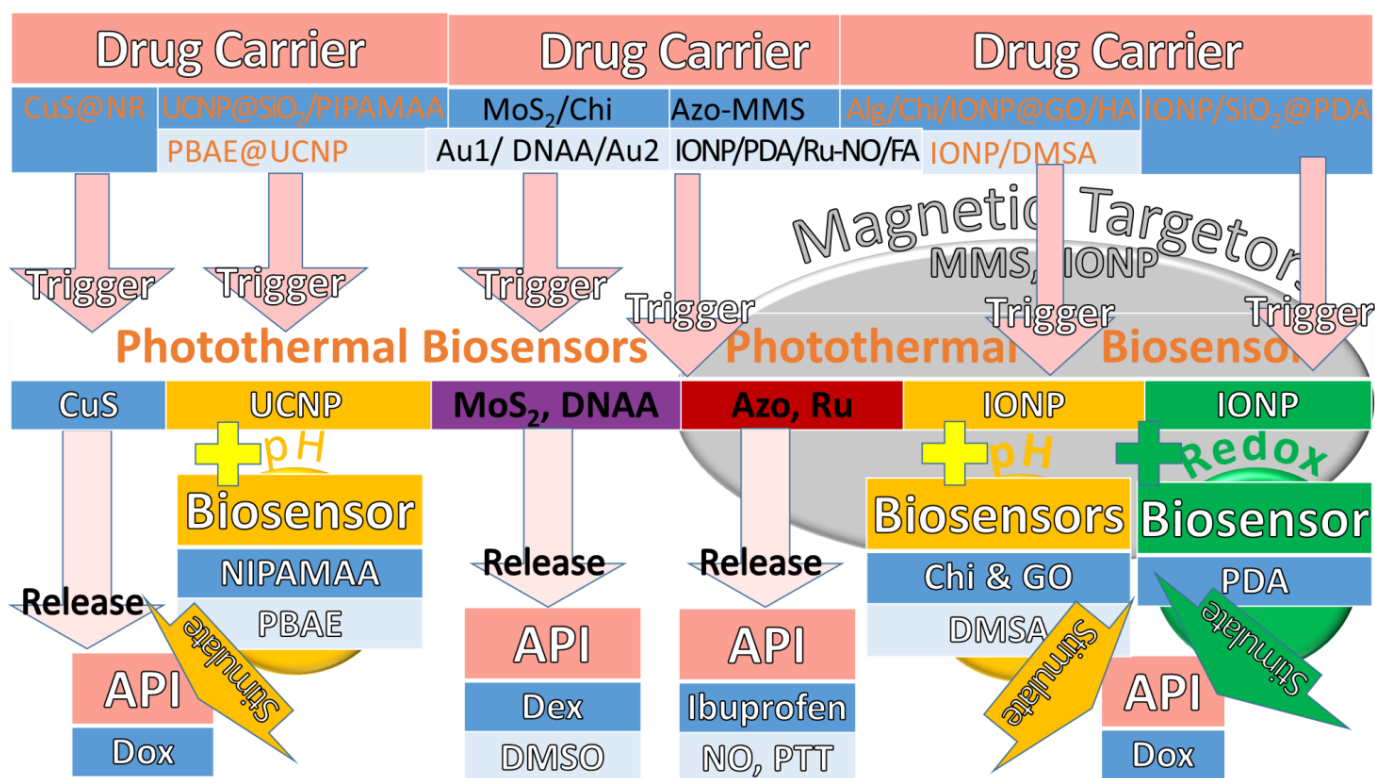 Drug Carrier Drug Carrier Drug Carrier
CuS@NR UCNP@SiO₂/PIPAMAA MoS₂/Chi Azo-MMS Alg/Chi/IONP@GO/HA IONP/SiO₂@PDA
PBAE@UCNP Au1/ DNAA/Au2 IONP/PDA/Ru-NO/FA IONP/DMSA
Magnetic Targetors
MMS, IONP
Trigger Trigger Trigger Trigger Trigger Trigger
Photothermal Biosensors Photothermal Biosensor
CuS UCNP MoS₂, DNAA Azo, Ru IONP IONP
pH pH Redox
Biosensor Biosensors Biosensor
NIPAMAA Chi & GO PDA
PBAE DMSA
Release Release Release
Stimulate Stimulate Stimulate
API API API API
Dox Dex Ibuprofen Dox
DMSO NO, PTT